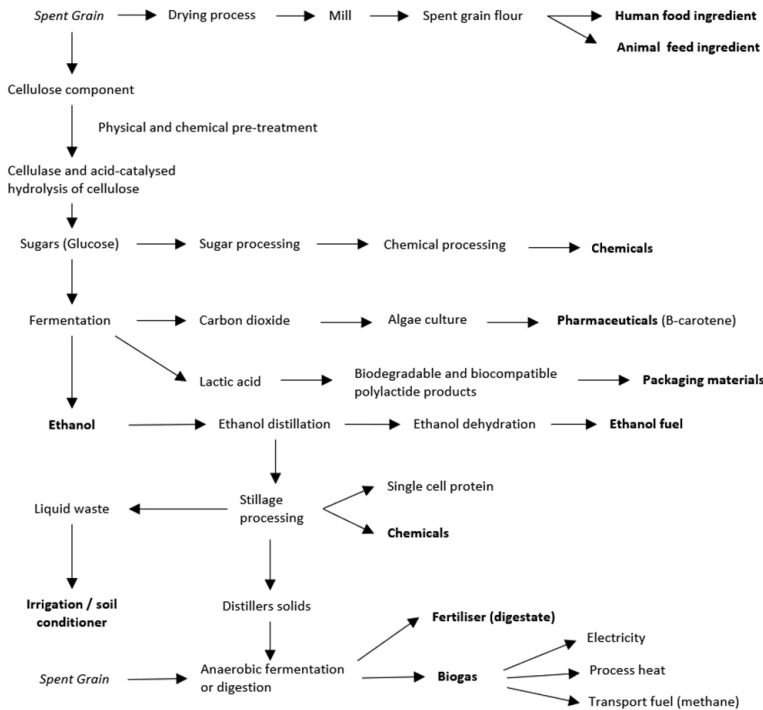 Spent Grain
Drying process
Mill
Spent grain flour
Human food ingredient
Animal feed ingredient
Cellulose component
Physical and chemical pre-treatment
Cellulase and acid-catalysed
hydrolysis of cellulose
Sugars (Glucose)
Sugar processing
Chemical processing
Chemicals
Fermentation
Carbon dioxide
Algae culture
Pharmaceuticals (B-carotene)
Lactic acid
Biodegradable and biocompatible
polylactide products
Packaging materials
Ethanol
Ethanol distillation
Ethanol dehydration
Ethanol fuel
Liquid waste
Stillage
processing
Single cell protein
Chemicals
Irrigation / soil
conditioner
Distillers solids
Fertiliser (digestate)
Spent Grain
Anaerobic fermentation
or digestion
Biogas
Electricity
Process heat
Transport fuel (methane)